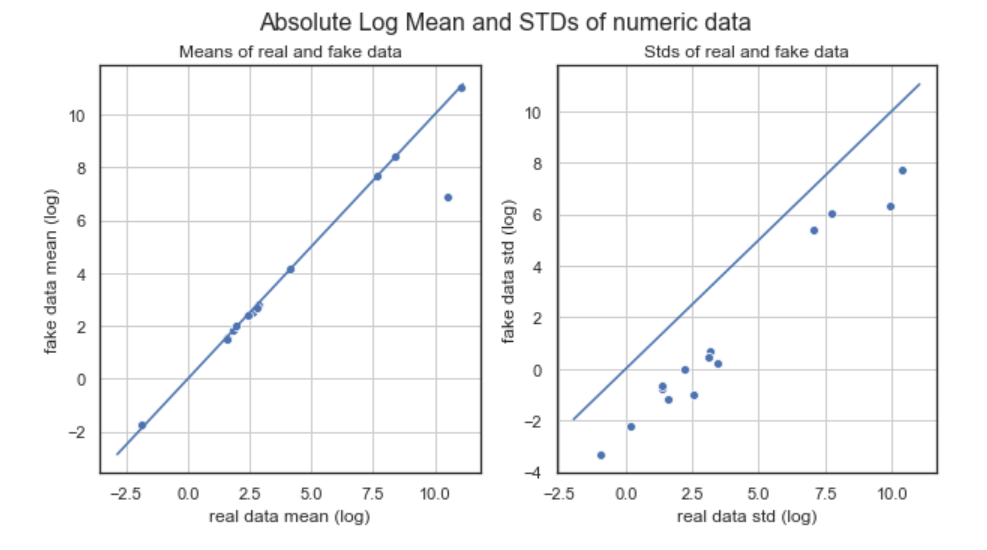 Absolute Log Mean and STDs of numeric data
Means of real and fake data
fake data mean (log)
10
8
6
4
2
0
−2
−2.5 0.0 2.5 5.0 7.5 10.0
real data mean (log)
Stds of real and fake data
fake data std (log)
10
8
6
4
2
0
−2
−4
−2.5 0.0 2.5 5.0 7.5 10.0
real data std (log)